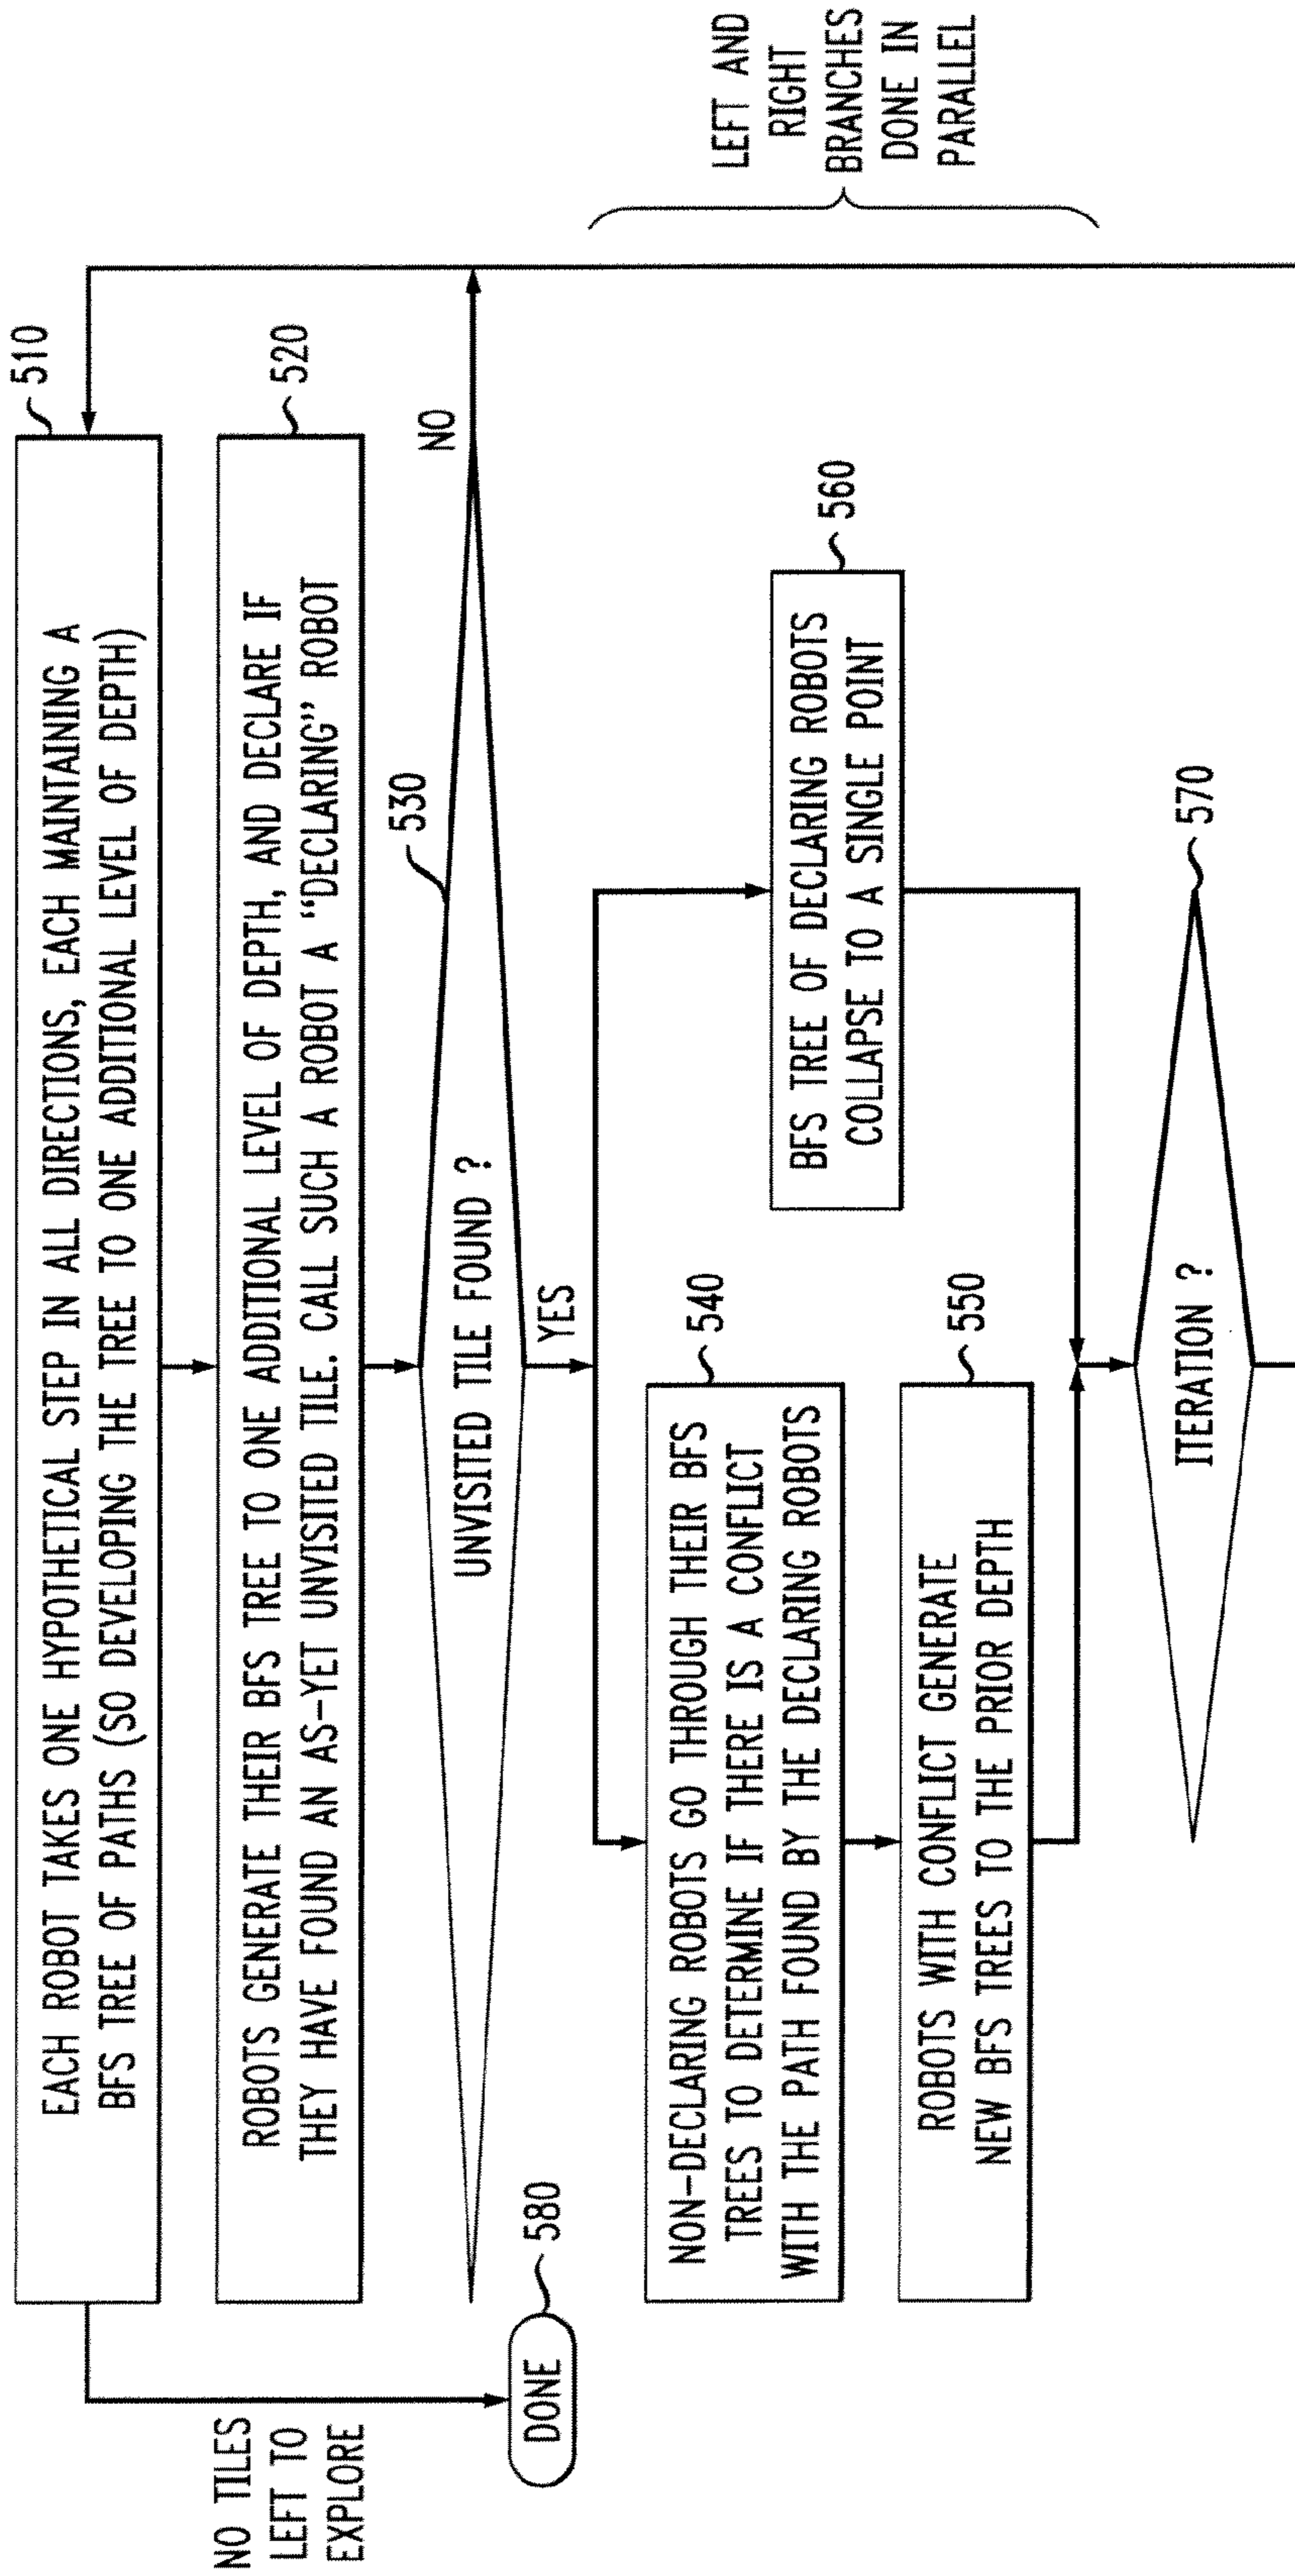 510
EACH ROBOT TAKES ONE HYPOTHETICAL STEP IN ALL DIRECTIONS, EACH MAINTAINING A
BFS TREE OF PATHS (SO DEVELOPING THE TREE TO ONE ADDITIONAL LEVEL OF DEPTH)
NO TILES
LEFT TO
EXPLORE
520
ROBOTS GENERATE THEIR BFS TREE TO ONE ADDITIONAL LEVEL OF DEPTH, AND DECLARE IF
THEY HAVE FOUND AN AS-YET UNVISITED TILE. CALL SUCH A ROBOT A “DECLARING” ROBOT
530
NO
UNVISITED TILE FOUND ?
DONE
580
YES
540
NON-DECLARING ROBOTS GO THROUGH THEIR BFS
TREES TO DETERMINE IF THERE IS A CONFLICT
WITH THE PATH FOUND BY THE DECLARING ROBOTS
560
BFS TREE OF DECLARING ROBOTS
COLLAPSE TO A SINGLE POINT
LEFT AND
RIGHT
BRANCHES
DONE IN
PARALLEL
550
ROBOTS WITH CONFLICT GENERATE
NEW BFS TREES TO THE PRIOR DEPTH
570
ITERATION ?